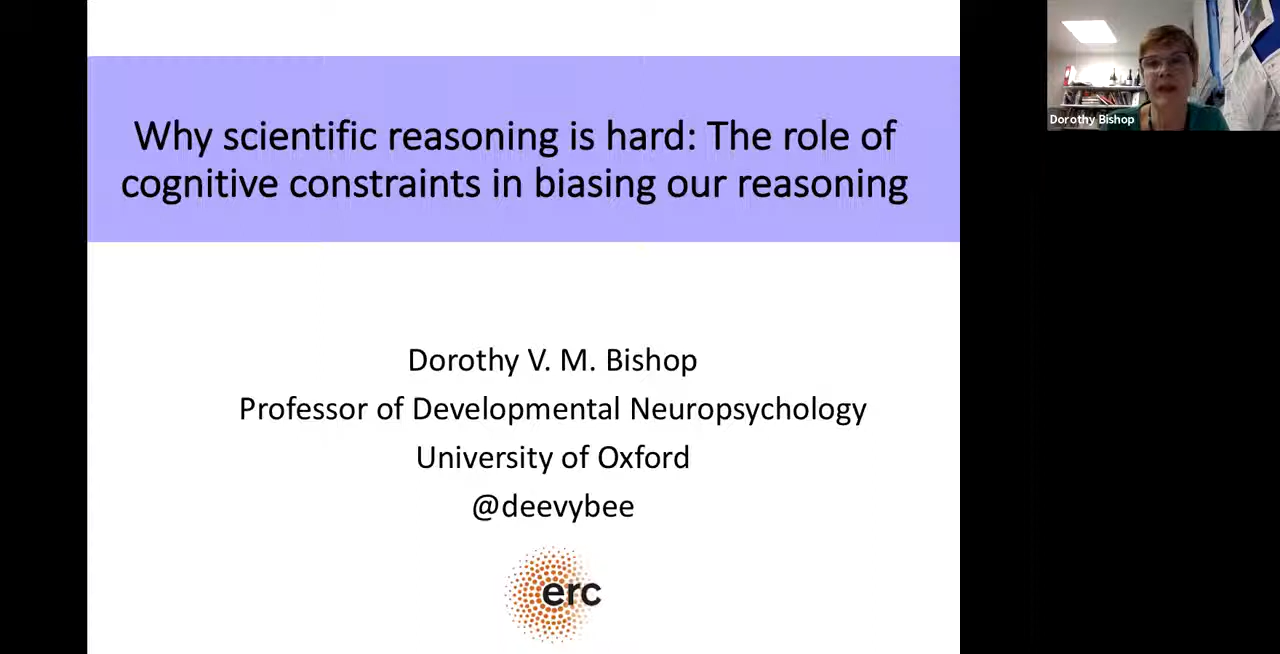 Why scientific reasoning is hard: The role of
cognitive constraints in biasing our reasoning
Dorothy V. M. Bishop
Professor of Developmental Neuropsychology
University of Oxford
@deevybee
erc
Dorothy Bishop